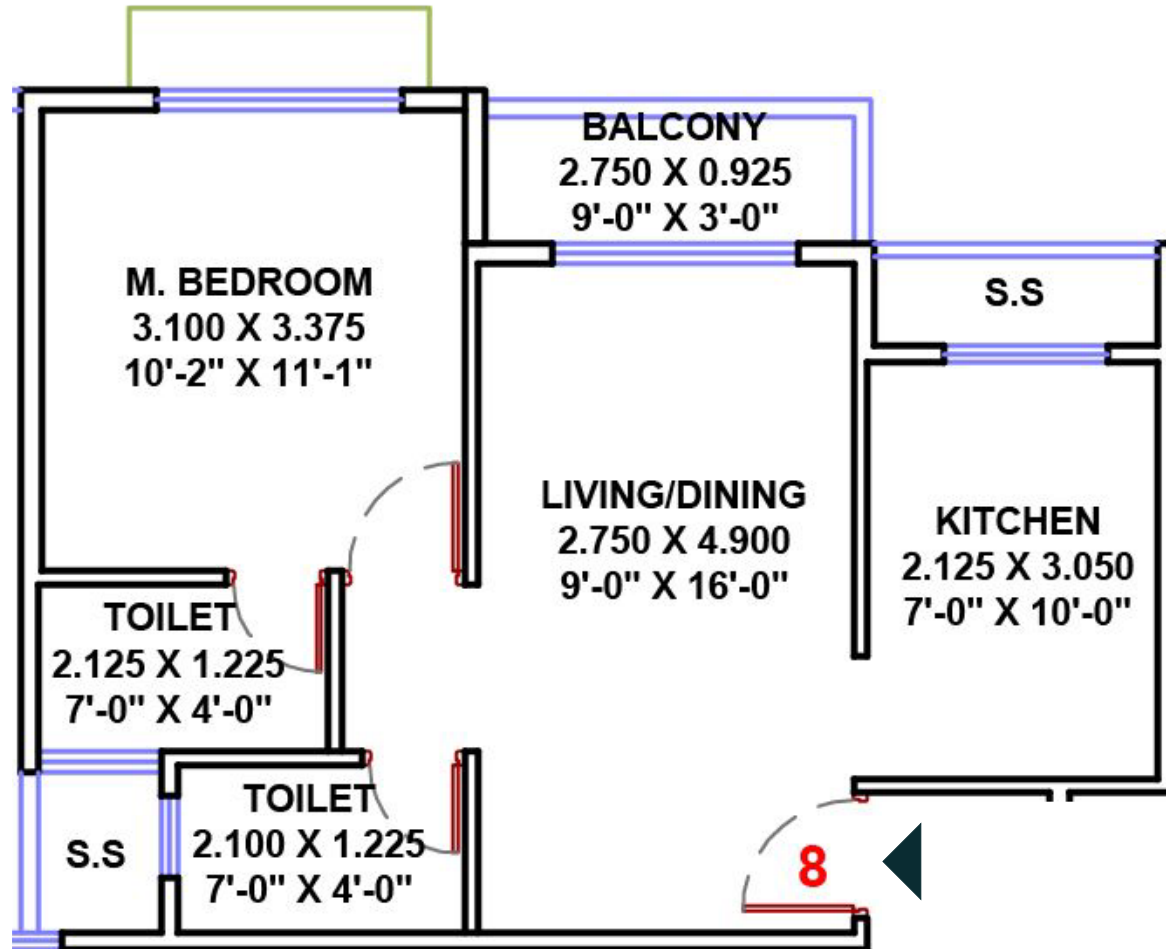 BALCONY
2.750 X 0.925
9'-0" X 3'-0"
M. BEDROOM
3.100 X 3.375
10'-2" X 11'-1"
S.S
LIVING/DINING
2.750 X 4.900
9'-0" X 16'-0"
KITCHEN
2.125 X 3.050
7'-0" X 10'-0"
TOILET
2.125 X 1.225
7'-0" X 4'-0"
TOILET
2.100 X 1.225
7'-0" X 4'-0"
S.S
8